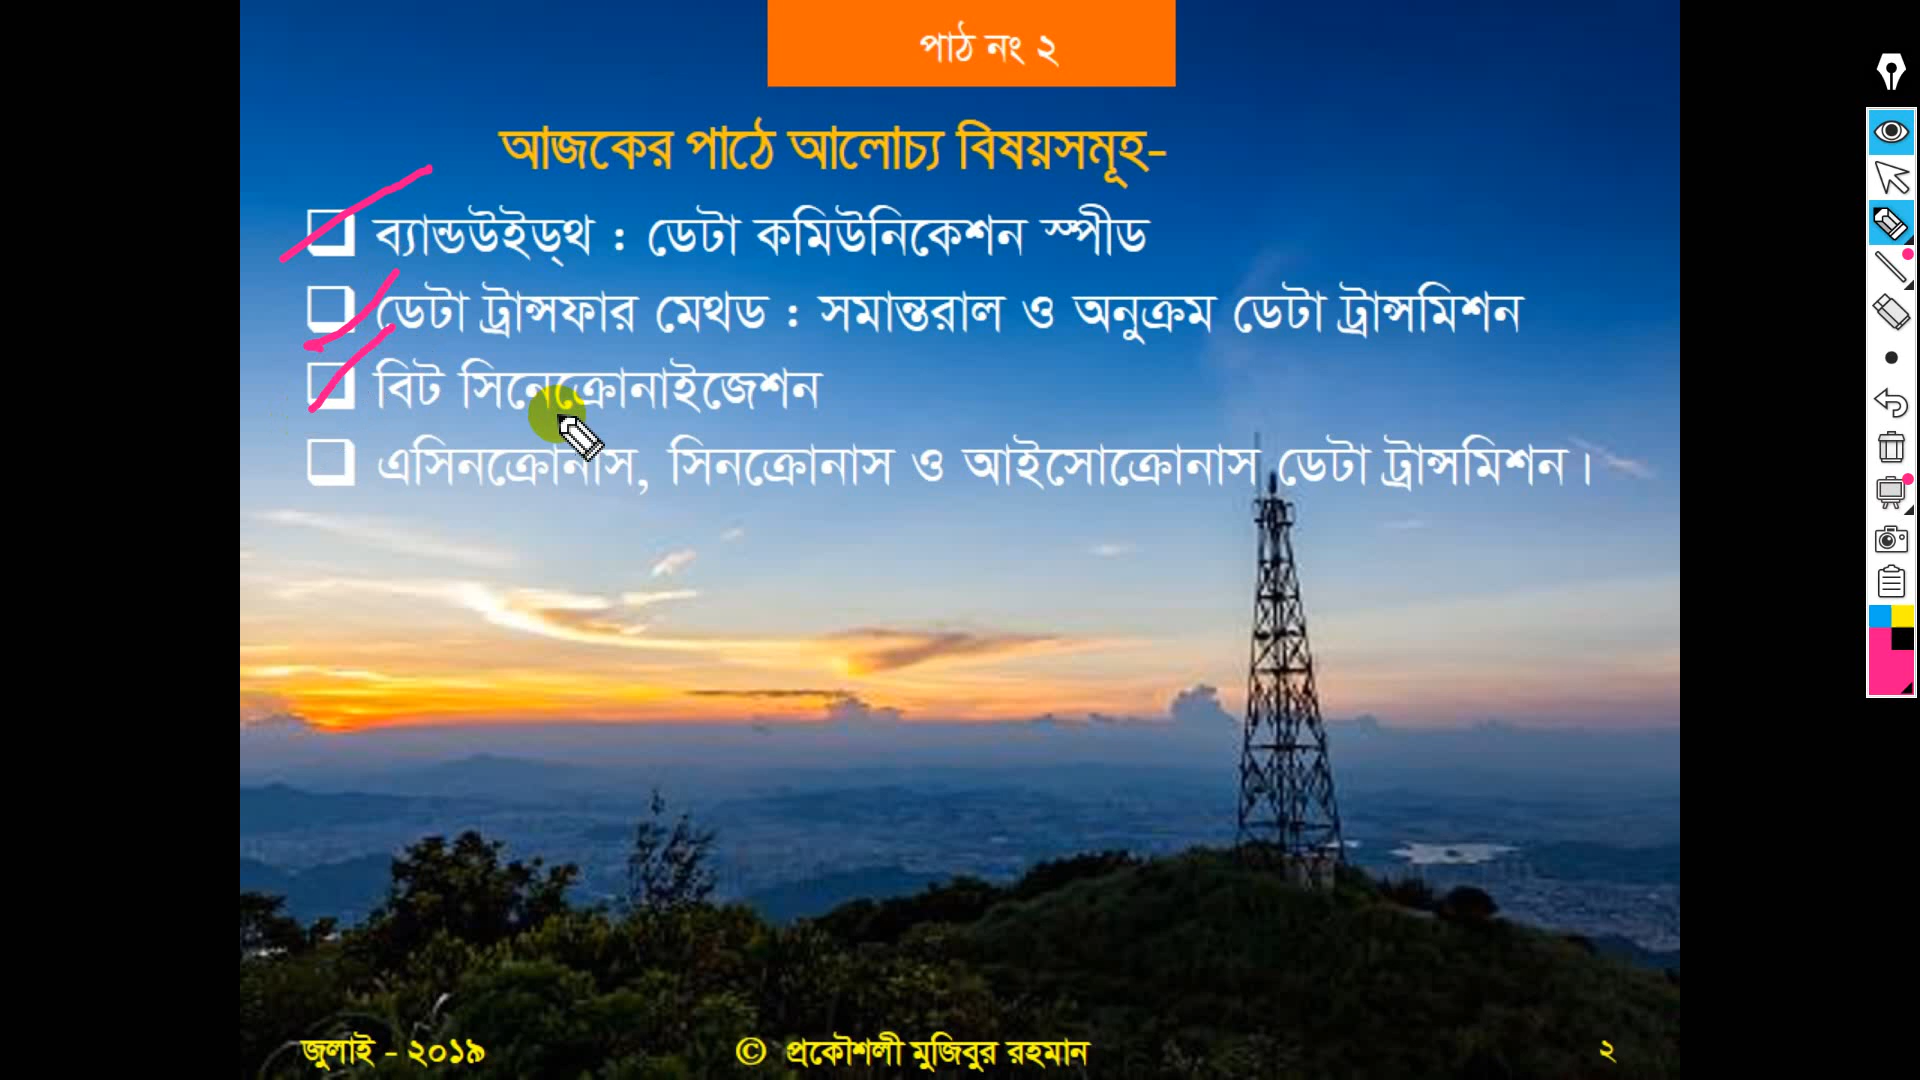 পাঠ নং ২
আজকের পাঠে আলোচ্য বিষয়সমূহ-
ব্যান্ডউইড্থ : ডেটা কমিউনিকেশন স্পীড
ডেটা ট্রান্সফার মেথড : সমান্তরাল ও অনুক্রম ডেটা ট্রান্সমিশন
বিট সিনেক্রোনাইজেশন
এসিনক্রোনাস, সিনক্রোনাস ও আইসোক্রোনাস ডেটা ট্রান্সমিশন।
জুলাই - ২০১৯
© প্রকৌশলী মুজিবুর রহমান
২